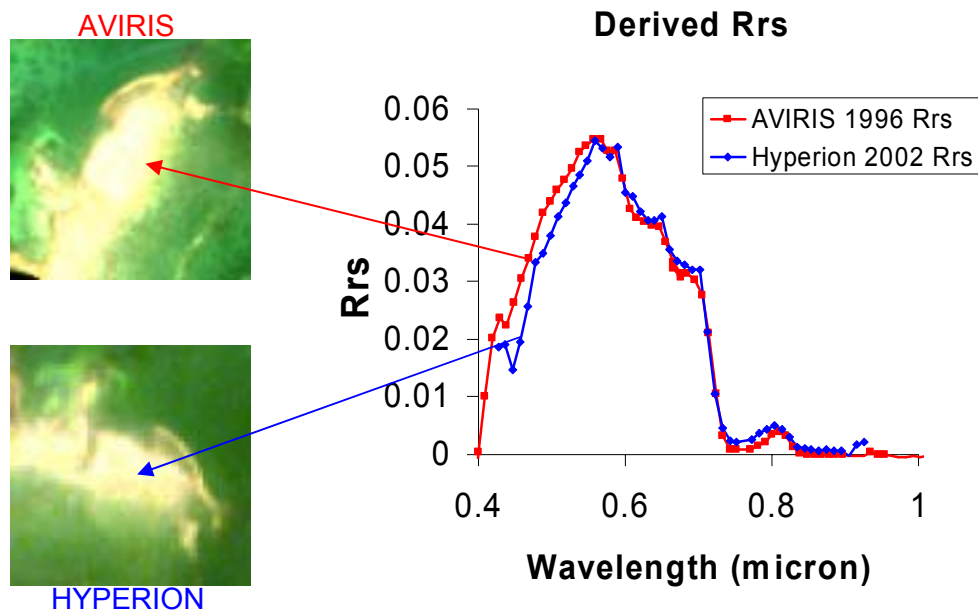 AVIRIS
HYPERION
Derived Rrs
AVIRIS 1996 Rrs
Hyperion 2002 Rrs
Rrs
0.06
0.05
0.04
0.03
0.02
0.01
0
0.4 0.6 0.8 1
Wavelength (micron)